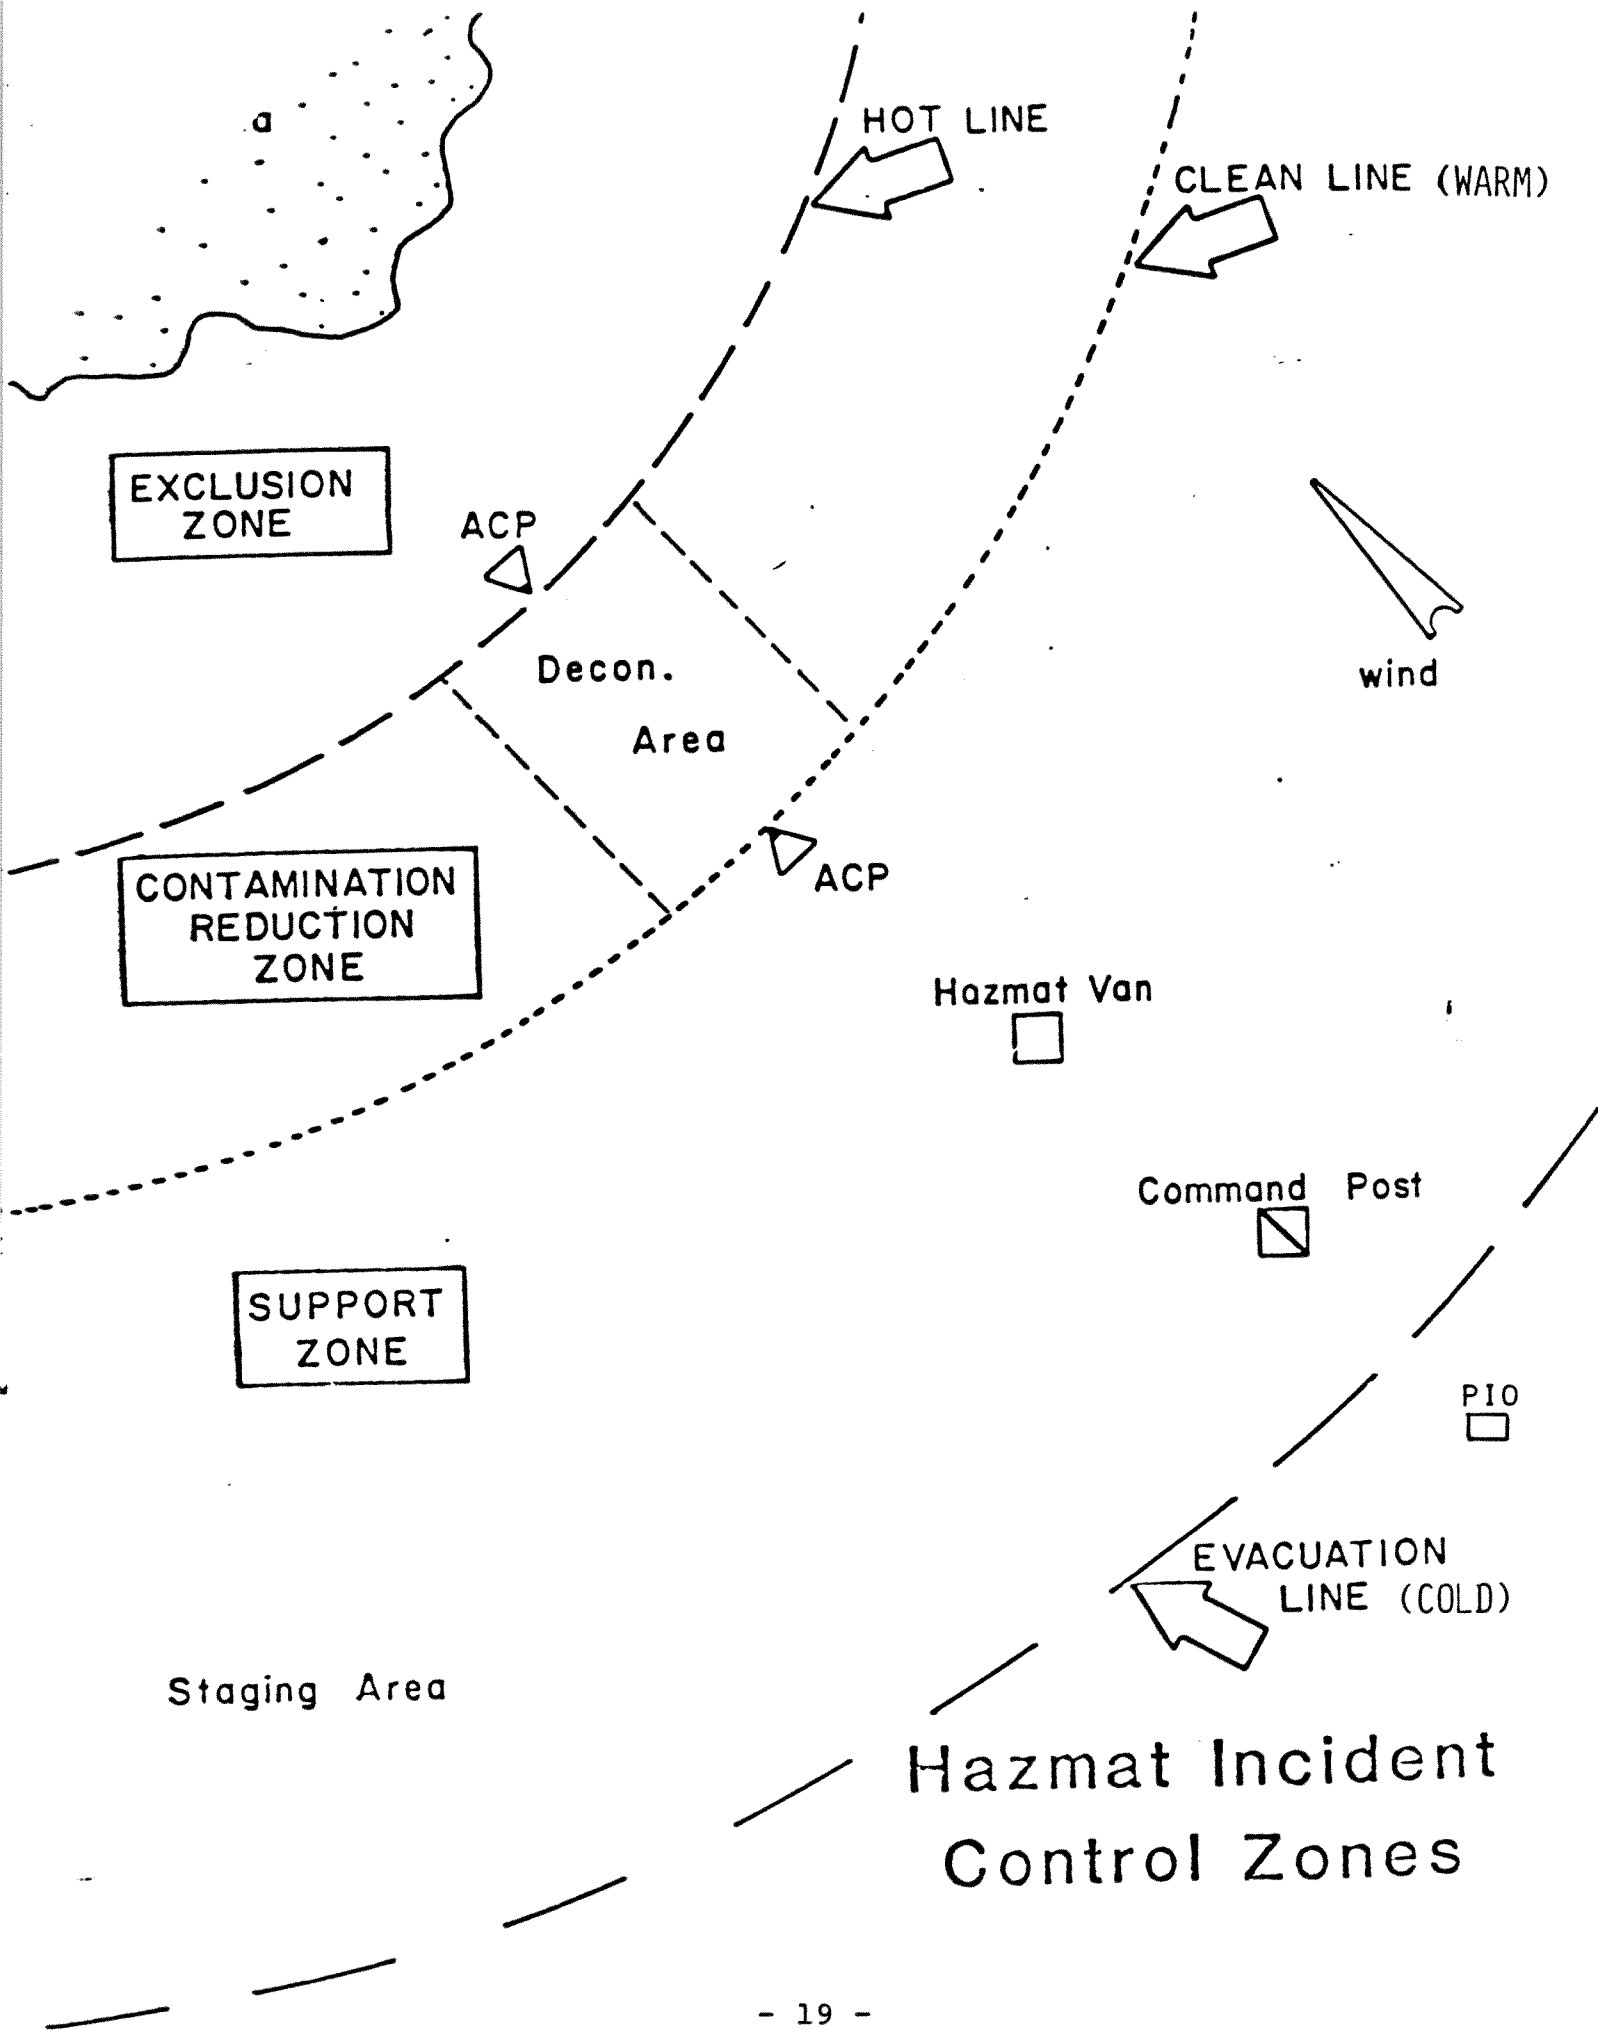 a
HOT LINE
CLEAN LINE (WARM)
EXCLUSION
ZONE
ACP
wind
Decon.
Area
CONTAMINATION
REDUCTION
ZONE
ACP
Hazmat Van
Command Post
SUPPORT
ZONE
PIO
EVACUATION
LINE (COLD)
Staging Area
Hazmat Incident
Control Zones
- 19 -